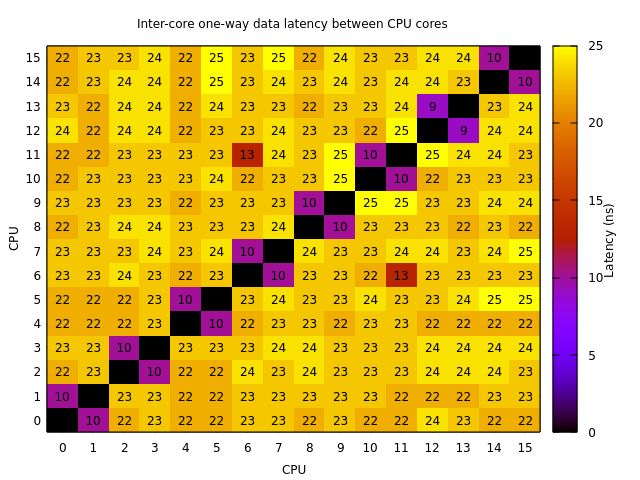 Inter-core one-way data latency between CPU cores
15 22 23 23 24 22 25 23 25 22 24 23 23 24 24 10
14 22 23 24 24 22 25 23 24 23 24 23 24 24 23 10
13 23 22 24 24 22 24 23 23 22 23 23 24 9 23 24
12 24 22 24 24 22 23 23 24 23 23 22 25 9 24 24
11 22 22 23 23 23 23 13 24 23 25 10 25 24 24 23
10 22 23 23 23 23 24 22 23 23 25 10 22 23 23 23
9 23 23 23 23 22 23 23 23 10 25 25 23 23 24 24
8 22 23 24 24 23 23 23 24 10 23 23 23 22 23 22
7 23 23 23 24 23 24 10 24 23 23 24 24 23 24 25
6 23 23 24 23 22 23 10 23 23 22 13 23 23 23 23
5 22 22 22 23 10 23 24 23 23 24 23 23 24 25 25
4 22 22 22 23 10 22 23 23 22 23 23 22 22 22 22
3 23 23 10 23 23 23 24 24 23 23 23 24 24 24 24
2 22 23 10 22 22 24 23 24 23 23 23 24 24 24 23
1 10 23 23 22 22 23 23 23 23 23 22 22 22 23 23
0 10 22 23 22 22 23 23 22 23 22 22 24 23 22 22
0 1 2 3 4 5 6 7 8 9 10 11 12 13 14 15
CPU
CPU
25
20
15
10
5
0
Latency (ns)